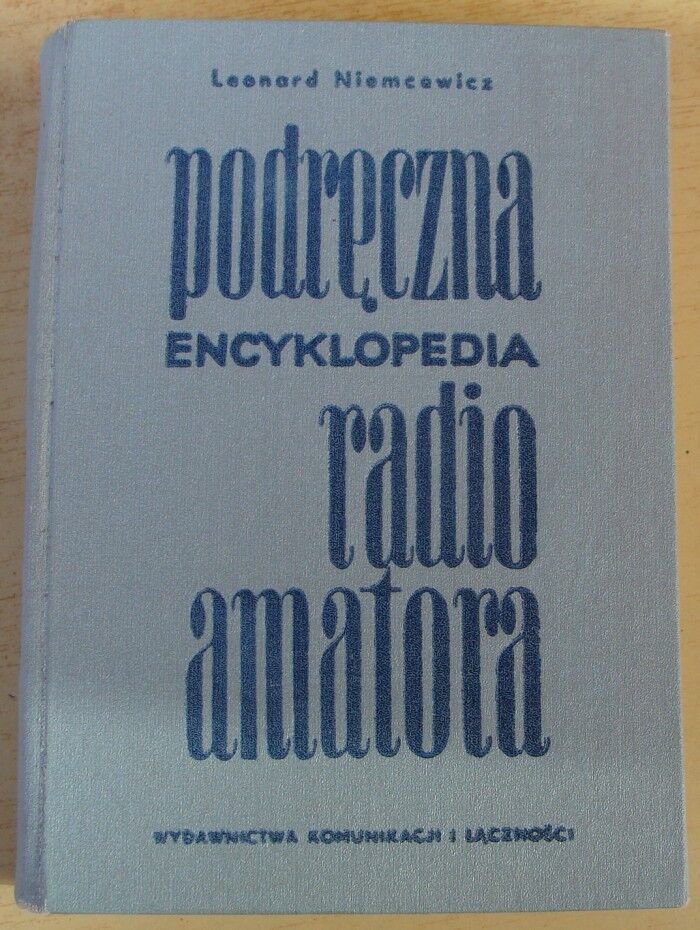 Leonard Niemcewicz
podręczna
ENCYKLOPEDIA
radio
amatora
WYDAWNICTWA KOMUNIKACJI I ŁĄCZNOŚCI